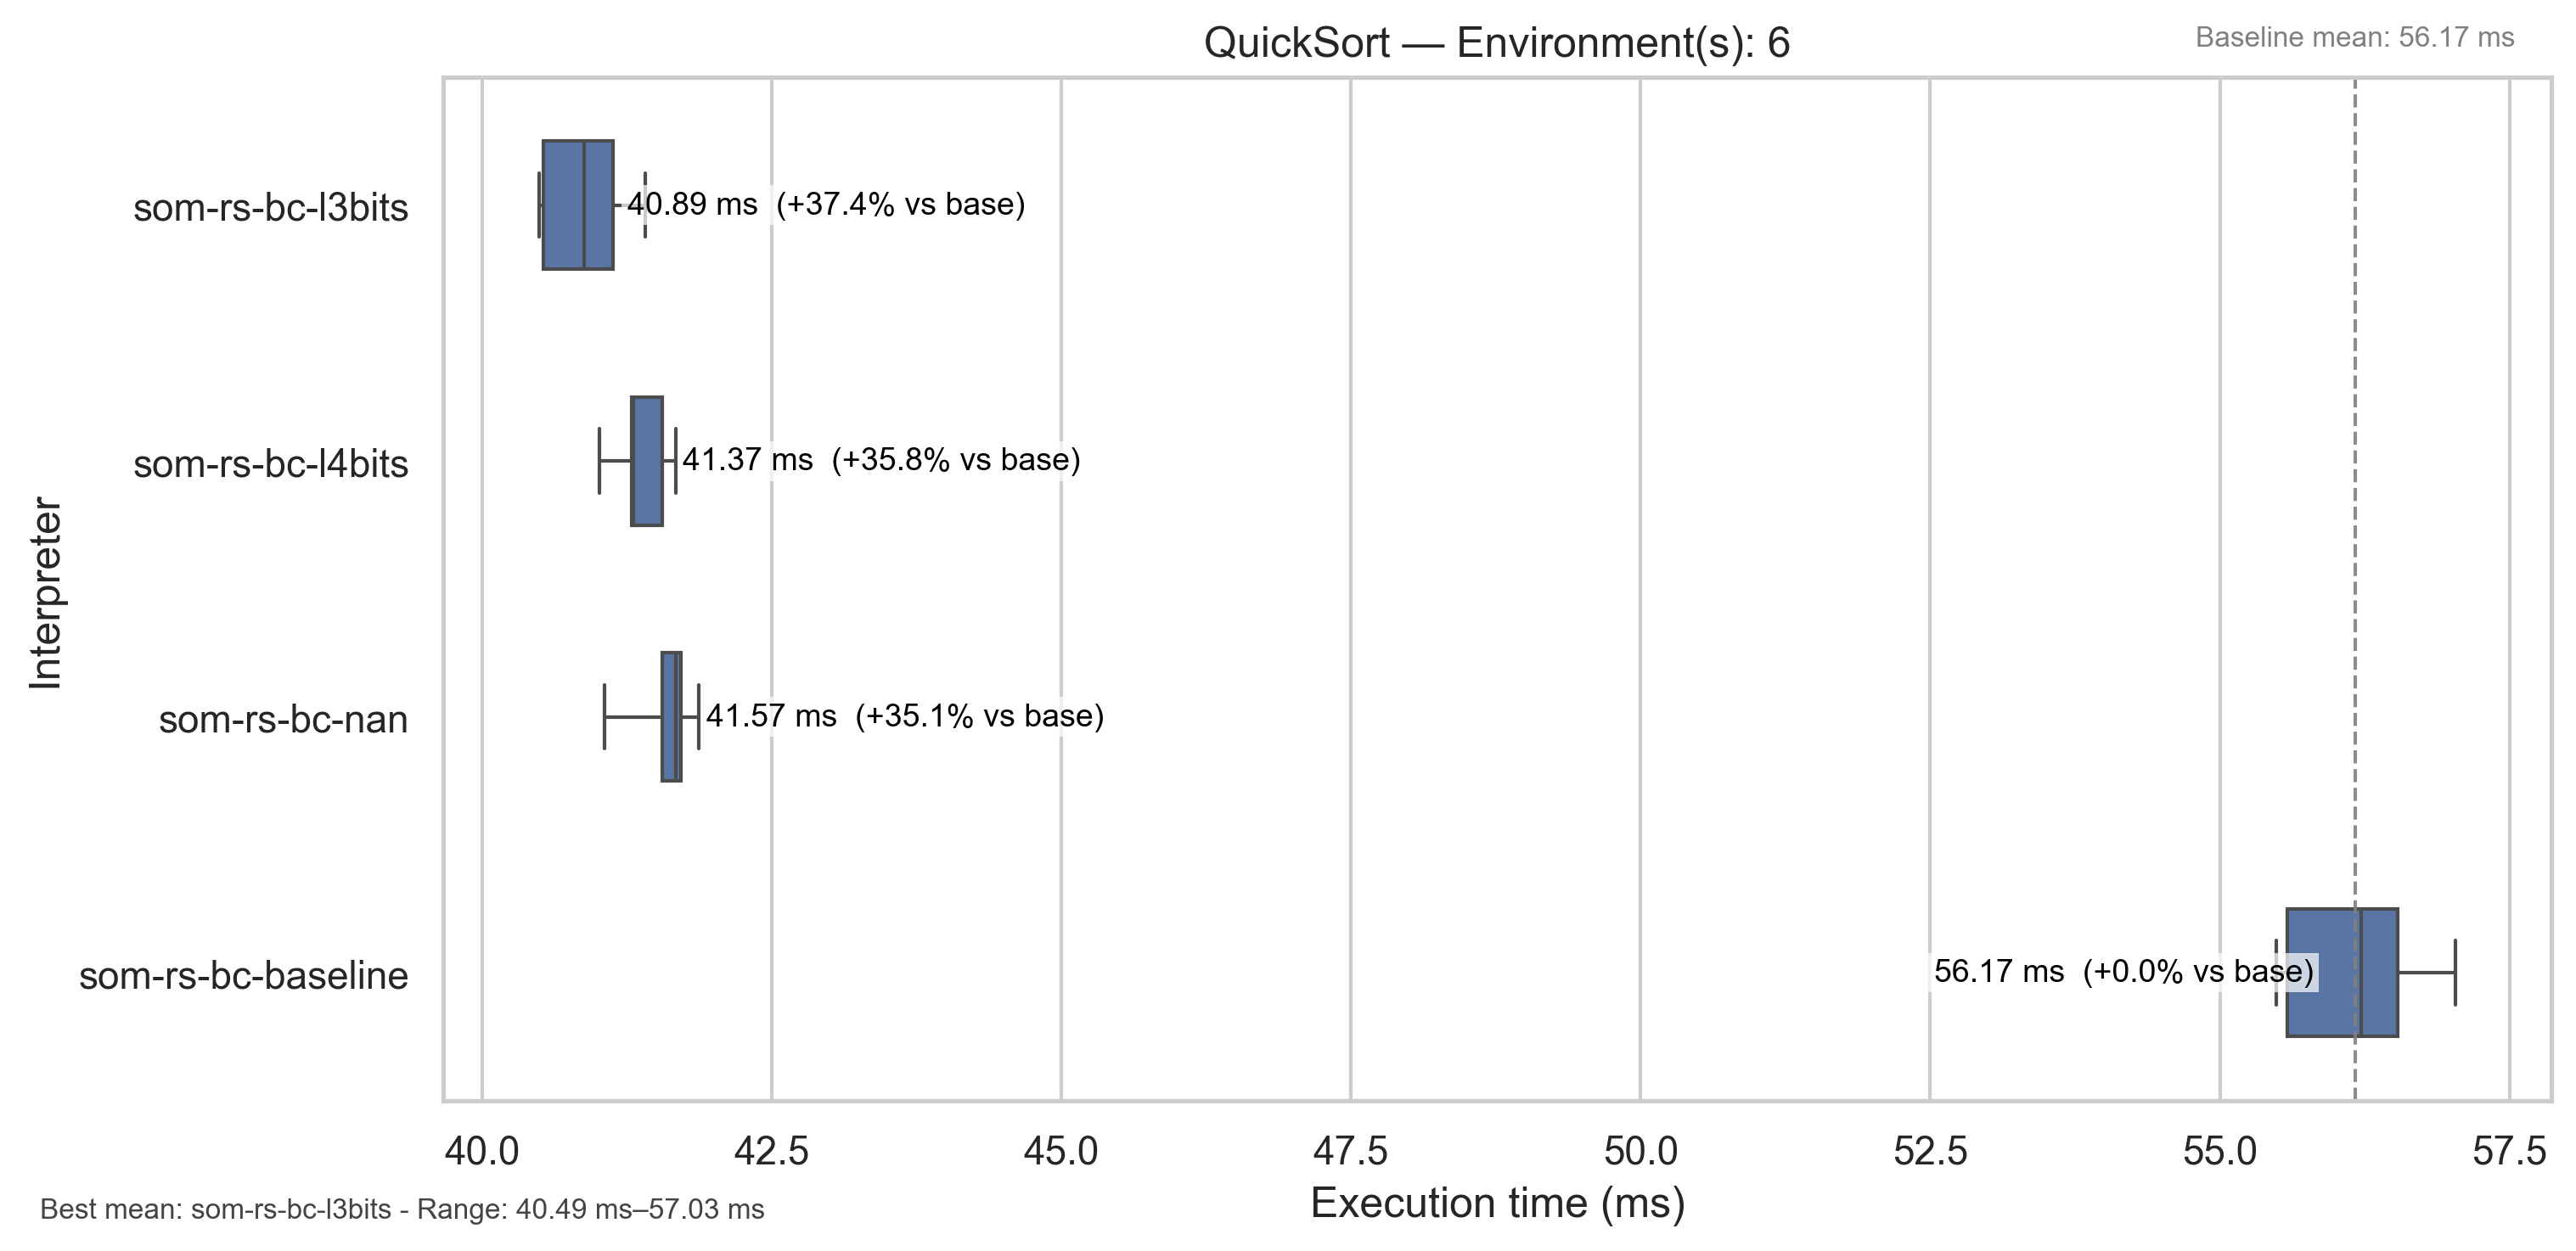 QuickSort — Environment(s): 6
Baseline mean: 56.17 ms
Interpreter
som-rs-bc-l3bits
40.89 ms (+37.4% vs base)
som-rs-bc-l4bits
41.37 ms (+35.8% vs base)
som-rs-bc-nan
41.57 ms (+35.1% vs base)
som-rs-bc-baseline
56.17 ms (+0.0% vs base)
40.0 42.5 45.0 47.5 50.0 52.5 55.0 57.5
Execution time (ms)
Best mean: som-rs-bc-l3bits - Range: 40.49 ms–57.03 ms